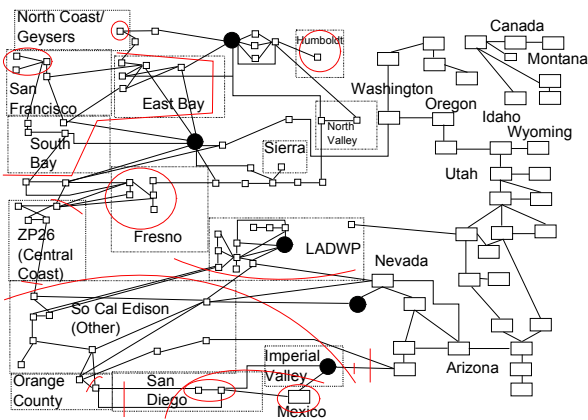 North Coast/
Geysers
Humboldt
Canada
Montana
San
Francisco
East Bay
Washington
Oregon
Idaho
Wyoming
South
Bay
North
Valley
Sierra
Utah
ZP26
(Central
Coast)
Fresno
LADWP
Nevada
So Cal Edison
(Other)
Imperial
Valley
Arizona
Orange
County
San
Diego
Mexico